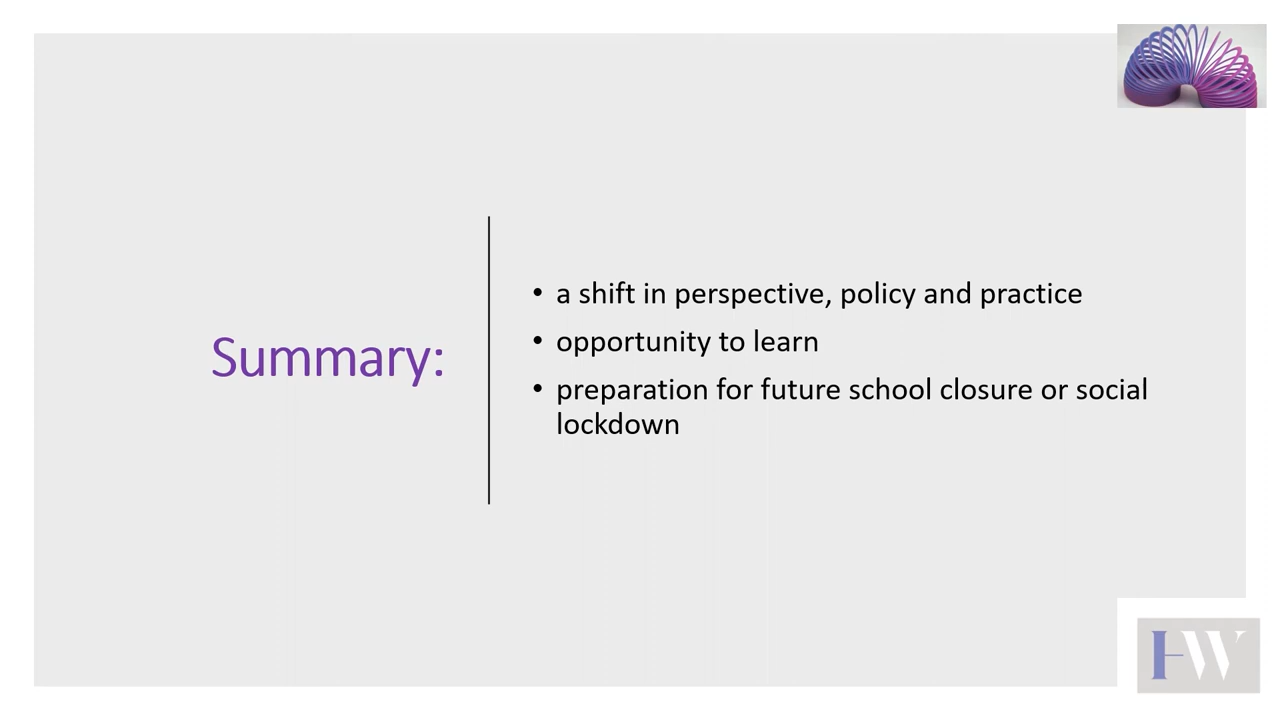 Summary:
• a shift in perspective, policy and practice
• opportunity to learn
• preparation for future school closure or social
lockdown
HW